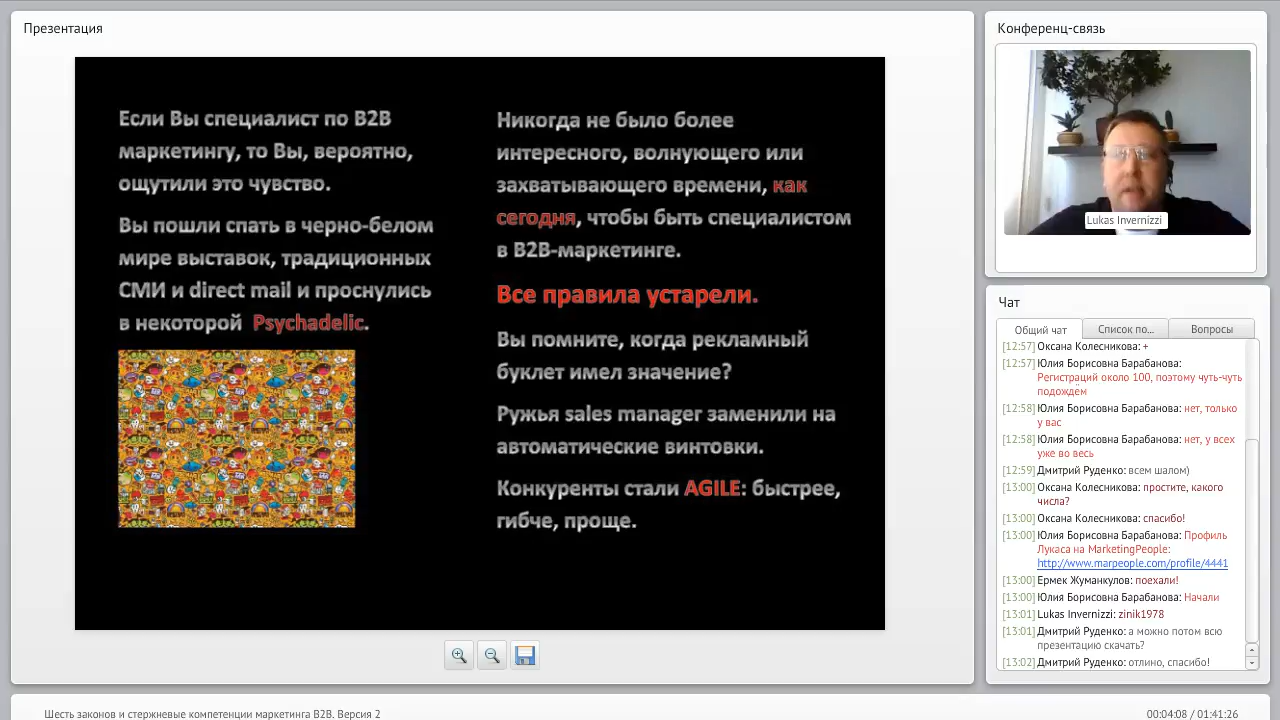 Презентация
Если Вы специалист по B2B
маркетингу, то Вы, вероятно,
ощутили это чувство.
Вы пошли спать в черно-белом
мире выставок, традиционных
СМИ и direct mail и проснулись
в некоторой Psychadelic.
Никогда не было более
интересного, волнующего или
захватывающего времени, как
сегодня, чтобы быть специалистом
в B2B-маркетинге.
Все правила устарели.
Вы помните, когда рекламный
буклет имел значение?
Ружья sales manager заменили на
автоматические винтовки.
Конкуренты стали AGILE: быстрее,
гибче, проще.
Конференц-связь
Lukas Invernizzi
Чат
Общий чат
Список по...
Вопросы
[12:57] Оксана Колесникова: +
[12:57] Юлия Борисовна Барабанова:
Регистраций около 100, поэтому чуть-чуть
подождём
[12:58] Юлия Борисовна Барабанова: нет, только
у вас
[12:58] Юлия Борисовна Барабанова: нет, у всех
уже во весь
[12:59] Дмитрий Руденко: всем шалом)
[13:00] Оксана Колесникова: простите, какого
числа?
[13:00] Оксана Колесникова: спасибо!
[13:00] Юлия Борисовна Барабанова: Профиль
Лукаса на MarketingPeople:
http://www.marpeople.com/profile/4441
[13:00] Ермек Жуманкулов: поехали!
[13:00] Юлия Борисовна Барабанова: Начали
[13:01] Lukas Invernizzi: zinik1978
[13:01] Дмитрий Руденко: а можно потом всю
презентацию скачать?
[13:02] Дмитрий Руденко: отлино, спасибо!
Шесть законов и стержневые компетенции маркетинга B2B. Версия 2
00:04:08 / 01:41:26